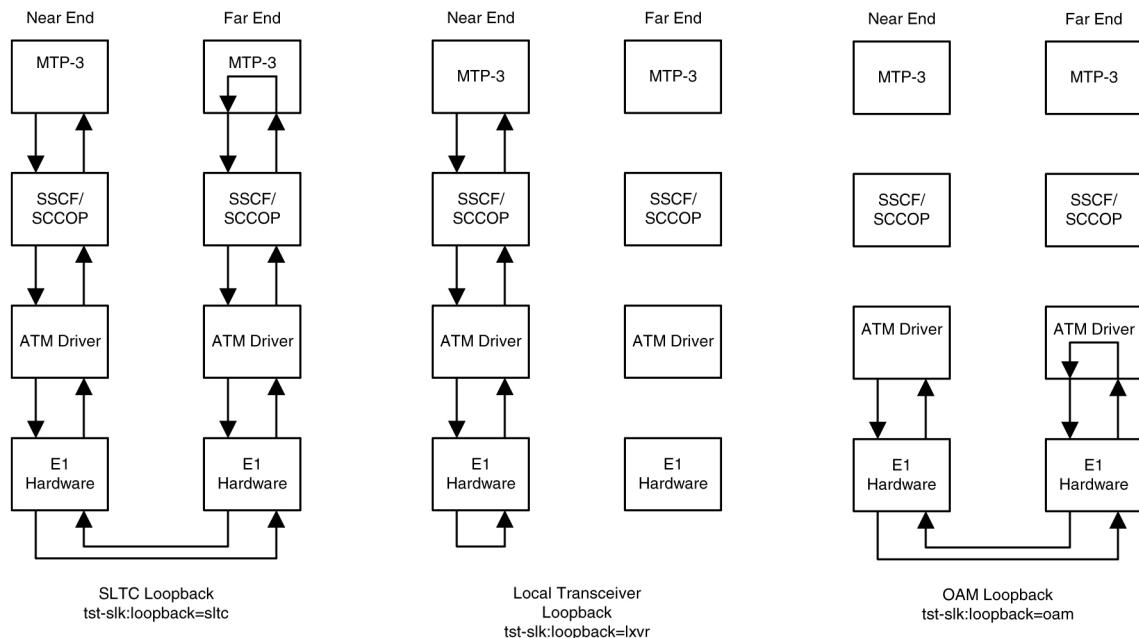 Near End
Far End
MTP-3
MTP-3
SSCF/
SCCOP
SSCF/
SCCOP
ATM Driver
ATM Driver
E1
Hardware
E1
Hardware
SLTC Loopback
tst-slk:loopback=sltc
Near End
Far End
MTP-3
MTP-3
SSCF/
SCCOP
SSCF/
SCCOP
ATM Driver
ATM Driver
E1
Hardware
E1
Hardware
Local Transceiver
Loopback
tst-slk:loopback=lxvr
Near End
Far End
MTP-3
MTP-3
SSCF/
SCCOP
SSCF/
SCCOP
ATM Driver
ATM Driver
E1
Hardware
E1
Hardware
OAM Loopback
tst-slk:loopback=oam